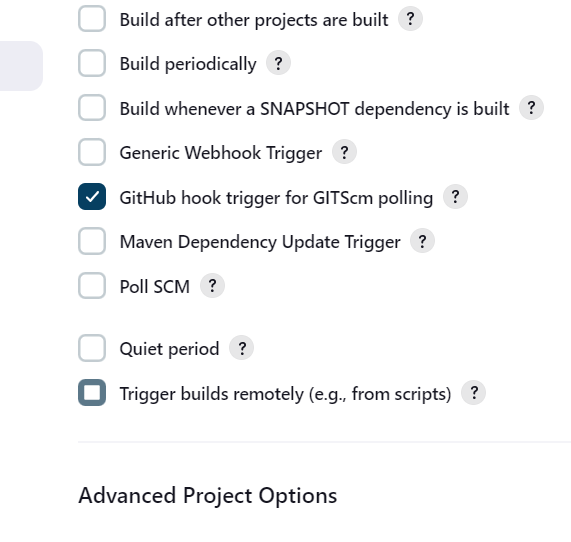 Build after other projects are built ?
Build periodically ?
Build whenever a SNAPSHOT dependency is built ?
Generic Webhook Trigger ?
GitHub hook trigger for GITScm polling ?
Maven Dependency Update Trigger ?
Poll SCM ?
Quiet period ?
Trigger builds remotely (e.g., from scripts) ?
Advanced Project Options